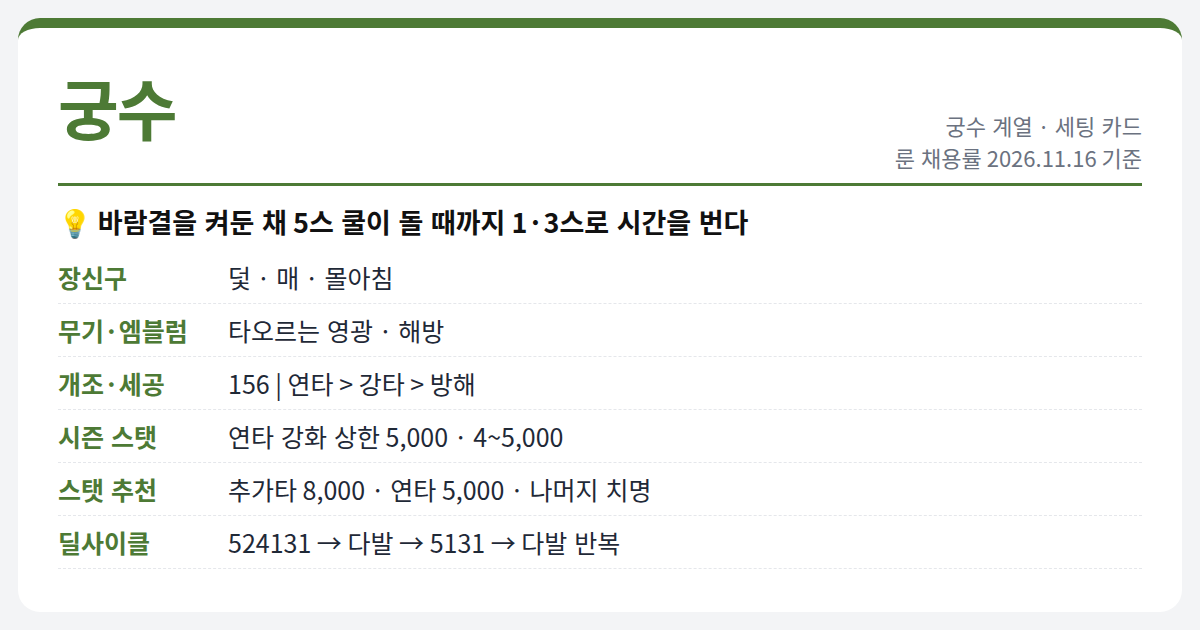 궁수
궁수 계열 · 세팅 카드
룬 채용률 2026.11.16 기준
💡 바람결을 켜둔 채 5스 쿨이 돌 때까지 1·3스로 시간을 번다
장신구 덫 · 매 · 몰아침
무기·엠블럼 타오르는 영광 · 해방
개조·세공 156 | 연타 > 강타 > 방해
시즌 스탯 연타 강화 상한 5,000 · 4~5,000
스탯 추천 추가타 8,000 · 연타 5,000 · 나머지 치명
딜사이클 524131 → 다발 → 5131 → 다발 반복